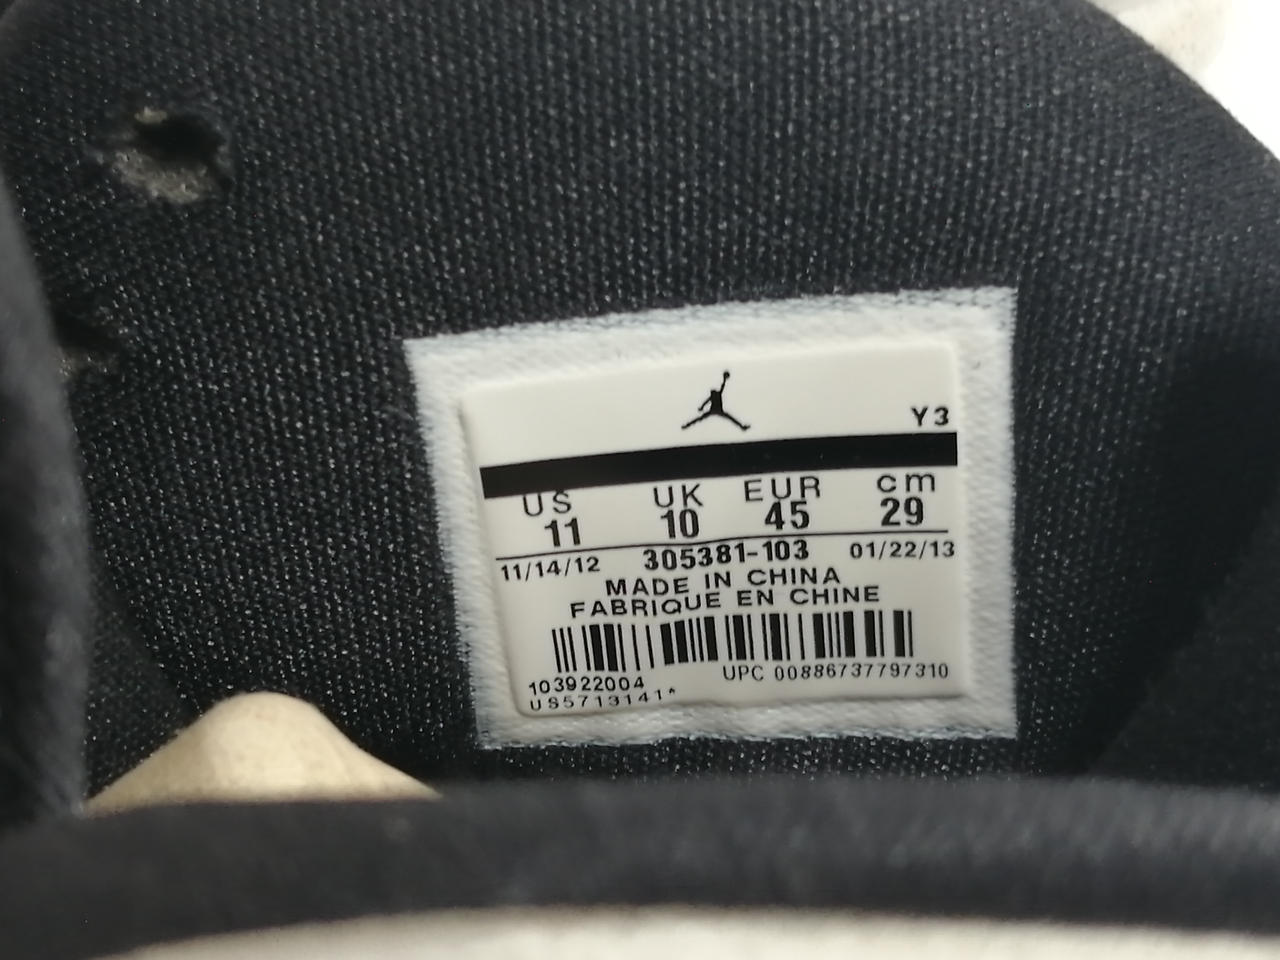 Y3
US UK EUR cm
11 10 45 29
11/14/12 305381-103 01/22/13
MADE IN CHINA
FABRIQUE EN CHINE
103922004 UPC 00886737797310
US5713141*